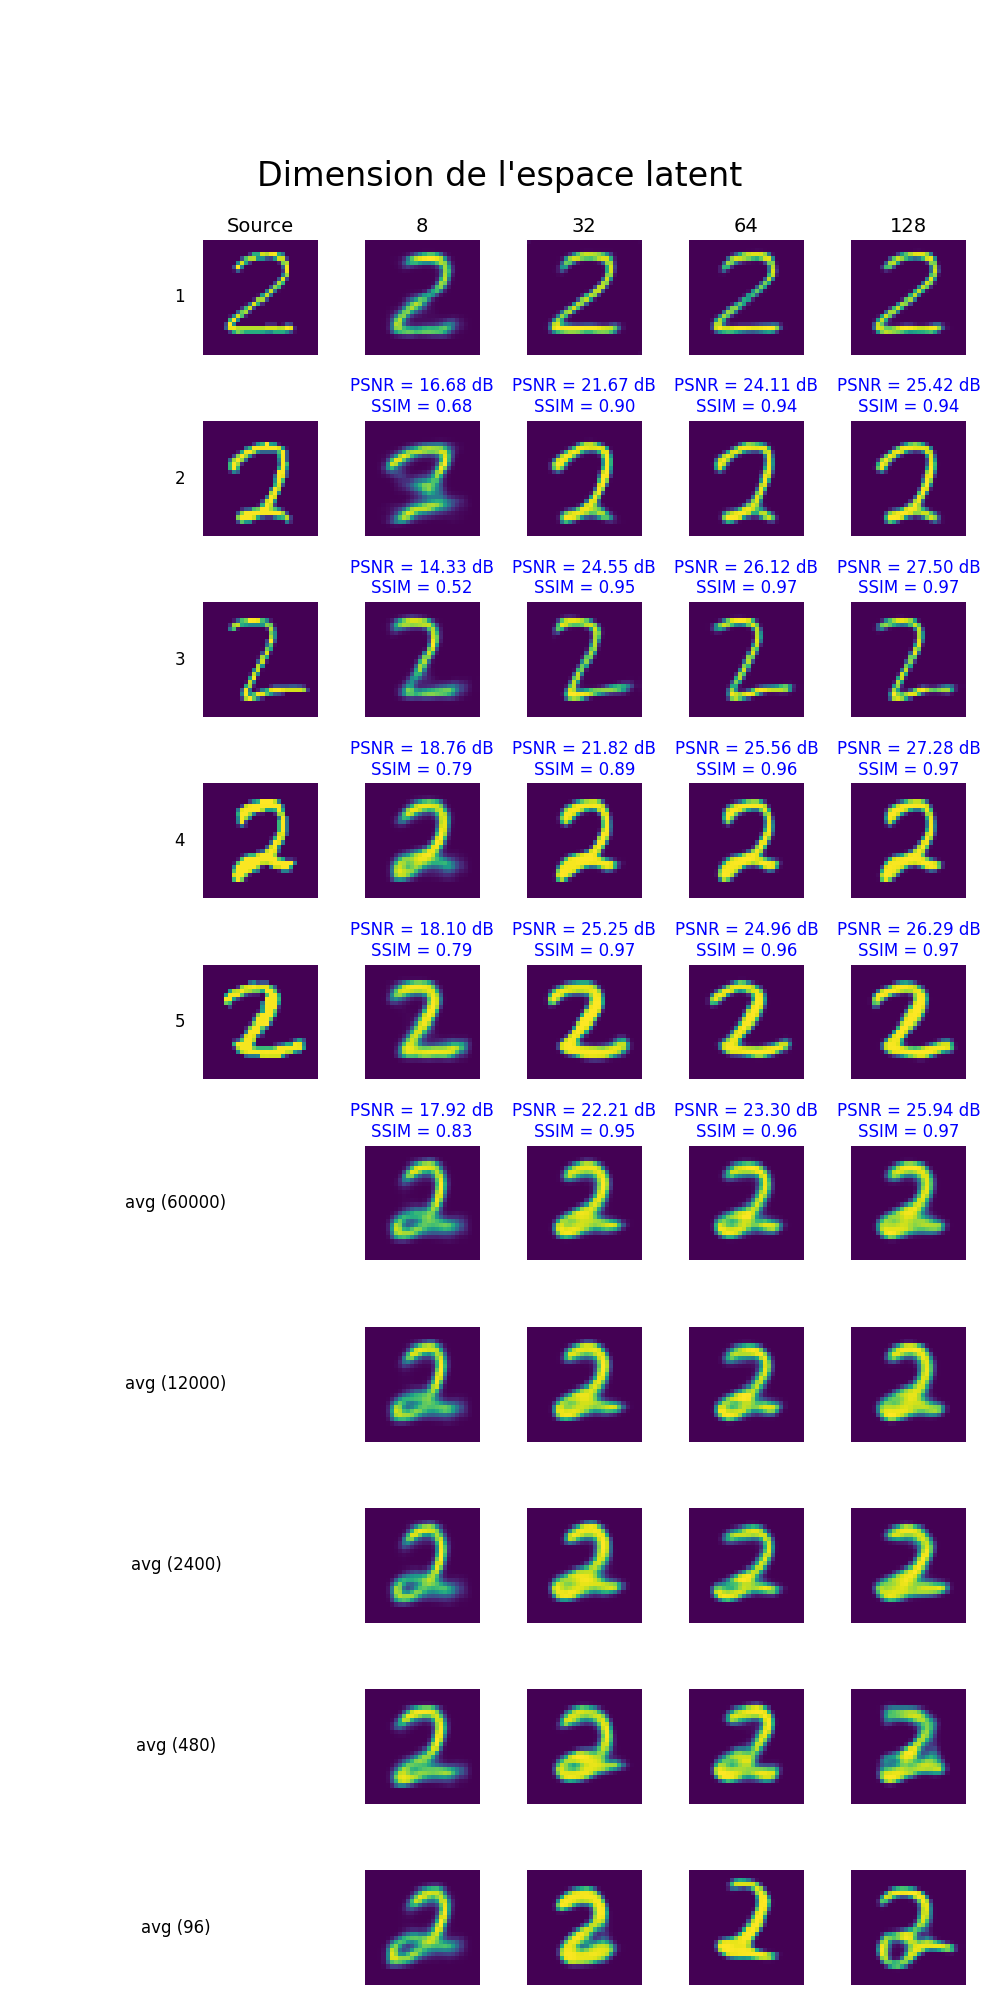 Dimension de l'espace latent
Source 8 32 64 128
1
PSNR = 16.68 dB PSNR = 21.67 dB PSNR = 24.11 dB PSNR = 25.42 dB
SSIM = 0.68 SSIM = 0.90 SSIM = 0.94 SSIM = 0.94
2
PSNR = 14.33 dB PSNR = 24.55 dB PSNR = 26.12 dB PSNR = 27.50 dB
SSIM = 0.52 SSIM = 0.95 SSIM = 0.97 SSIM = 0.97
3
PSNR = 18.76 dB PSNR = 21.82 dB PSNR = 25.56 dB PSNR = 27.28 dB
SSIM = 0.79 SSIM = 0.89 SSIM = 0.96 SSIM = 0.97
4
PSNR = 18.10 dB PSNR = 25.25 dB PSNR = 24.96 dB PSNR = 26.29 dB
SSIM = 0.79 SSIM = 0.97 SSIM = 0.96 SSIM = 0.97
5
PSNR = 17.92 dB PSNR = 22.21 dB PSNR = 23.30 dB PSNR = 25.94 dB
SSIM = 0.83 SSIM = 0.95 SSIM = 0.96 SSIM = 0.97
avg (60000)
avg (12000)
avg (2400)
avg (480)
avg (96)